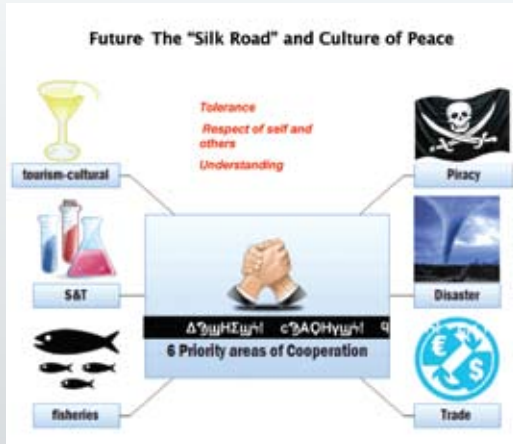 Future The "Silk Road" and Culture of Peace
Tolerance
Respect of self and
others
Understanding
tourism-cultural
Piracy
S&T
Disaster
6 Priority areas of Cooperation
fisheries
Trade
€
$